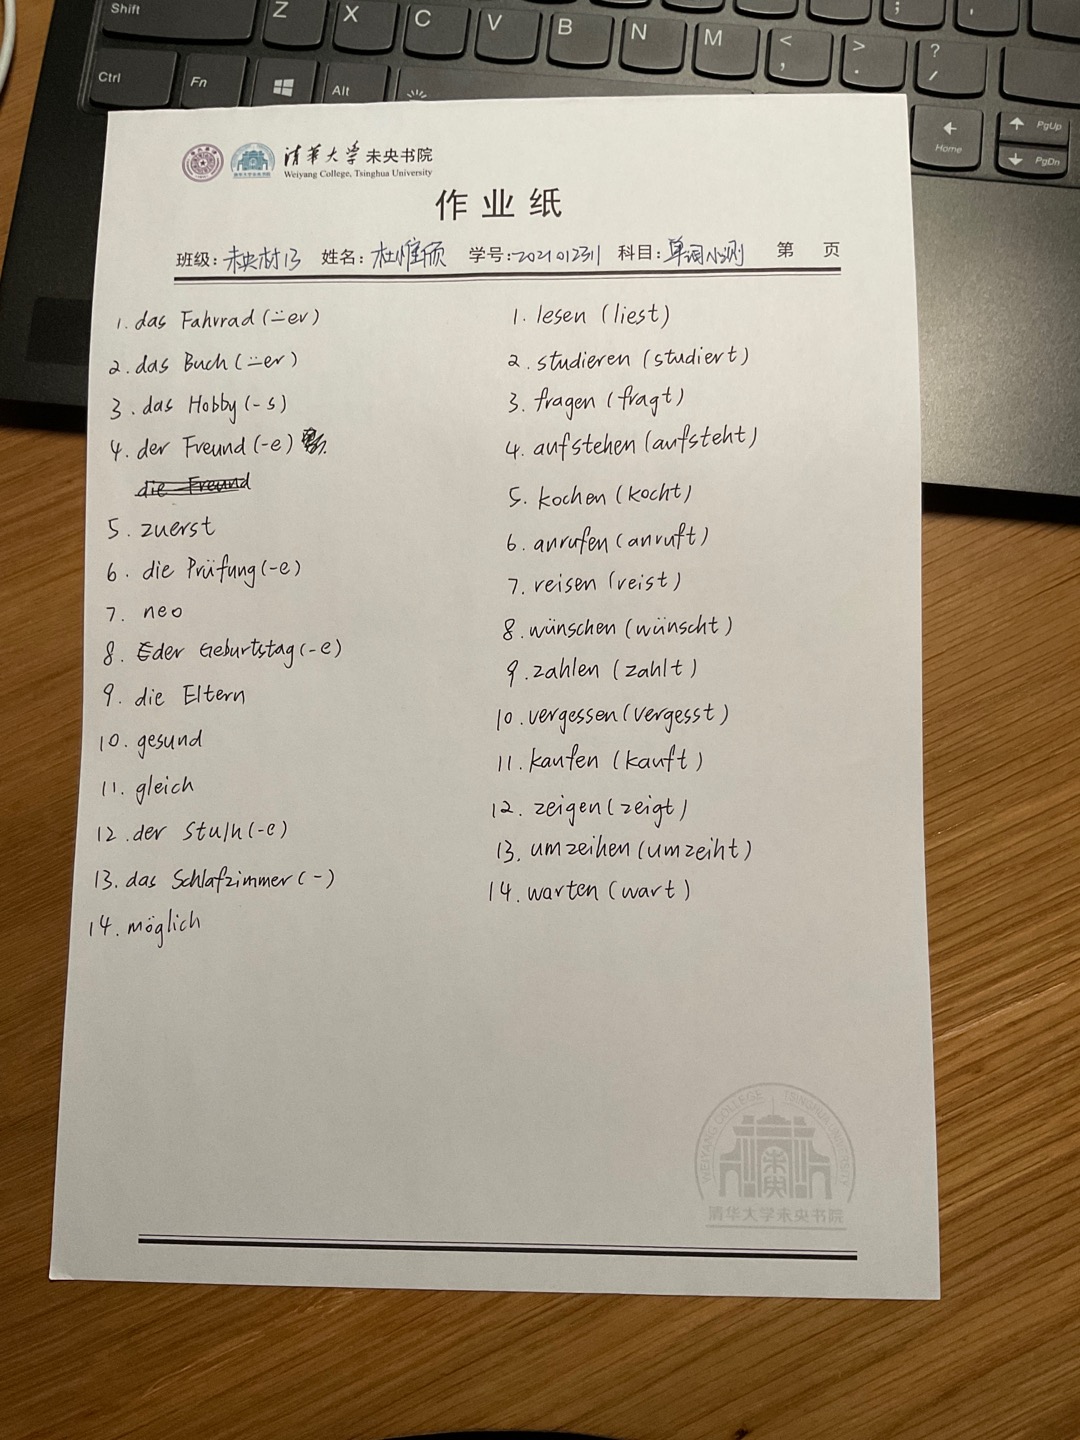 Shift
Z X C V B N M < , > . ? / ; '
Ctrl Fn Alt
Home
PgUp
PgDn
清华大学 未央书院
Weiyang College, Tsinghua University
作业纸
班级: 未央材13 姓名: 学号: 2021012311 科目: 单词小测 第 页
1. das Fahrrad (⸚er)
2. das Buch (⸚er)
3. das Hobby (-s)
4. der Freund (-e)
die Freund
5. zuerst
6. die Prüfung (-e)
7. neo
8. der Geburtstag (-e)
9. die Eltern
10. gesund
11. gleich
12. der Stulh (-e)
13. das Schlafzimmer (-)
14. möglich
1. lesen (liest)
2. studieren (studiert)
3. fragen (fragt)
4. aufstehen (aufsteht)
5. kochen (kocht)
6. anrufen (anruft)
7. reisen (reist)
8. wünschen (wünscht)
9. zahlen (zahlt)
10. vergessen (vergesst)
11. kaufen (kauft)
12. zeigen (zeigt)
13. umzeihen (umzeiht)
14. warten (wart)
WEIYANG COLLEGE TSINGHUA UNIVERSITY
未央
清华大学未央书院